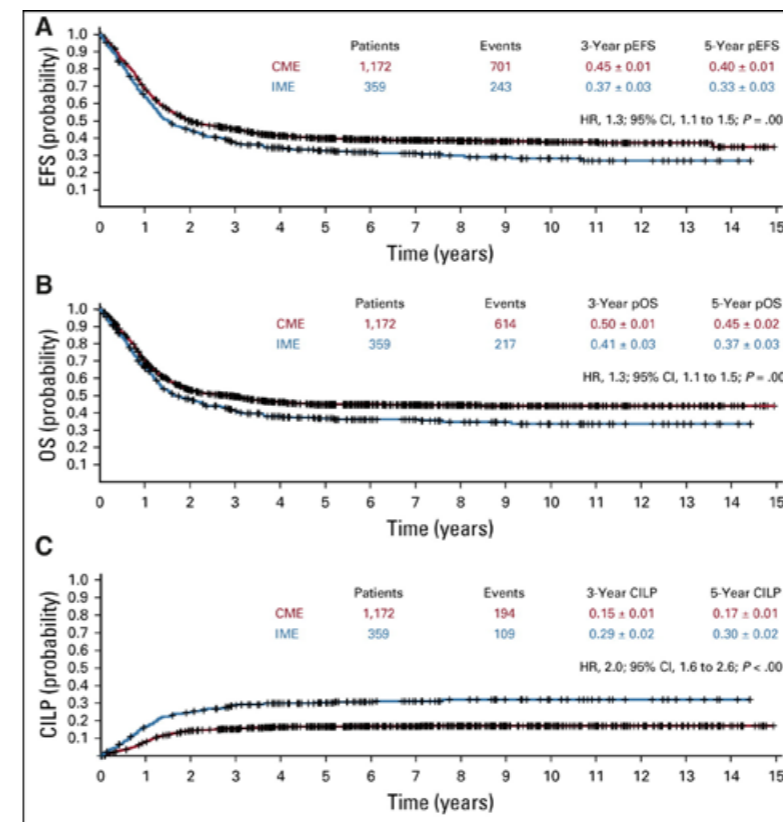 A
Patients Events 3-Year pEFS 5-Year pEFS
CME 1,172 701 0.45 ± 0.01 0.40 ± 0.01
IME 359 243 0.37 ± 0.03 0.33 ± 0.03
HR, 1.3; 95% CI, 1.1 to 1.5; P = .00
EFS (probability)
1.0
0.9
0.8
0.7
0.6
0.5
0.4
0.3
0.2
0.1
0 1 2 3 4 5 6 7 8 9 10 11 12 13 14 15
Time (years)
B
Patients Events 3-Year pOS 5-Year pOS
CME 1,172 614 0.50 ± 0.01 0.45 ± 0.02
IME 359 217 0.41 ± 0.03 0.37 ± 0.03
HR, 1.3; 95% CI, 1.1 to 1.5; P = .00
OS (probability)
1.0
0.9
0.8
0.7
0.6
0.5
0.4
0.3
0.2
0.1
0 1 2 3 4 5 6 7 8 9 10 11 12 13 14 15
Time (years)
C
Patients Events 3-Year CILP 5-Year CILP
CME 1,172 194 0.15 ± 0.01 0.17 ± 0.01
IME 359 109 0.29 ± 0.02 0.30 ± 0.02
HR, 2.0; 95% CI, 1.6 to 2.6; P < .00
CILP (probability)
1.0
0.9
0.8
0.7
0.6
0.5
0.4
0.3
0.2
0.1
0 1 2 3 4 5 6 7 8 9 10 11 12 13 14 15
Time (years)